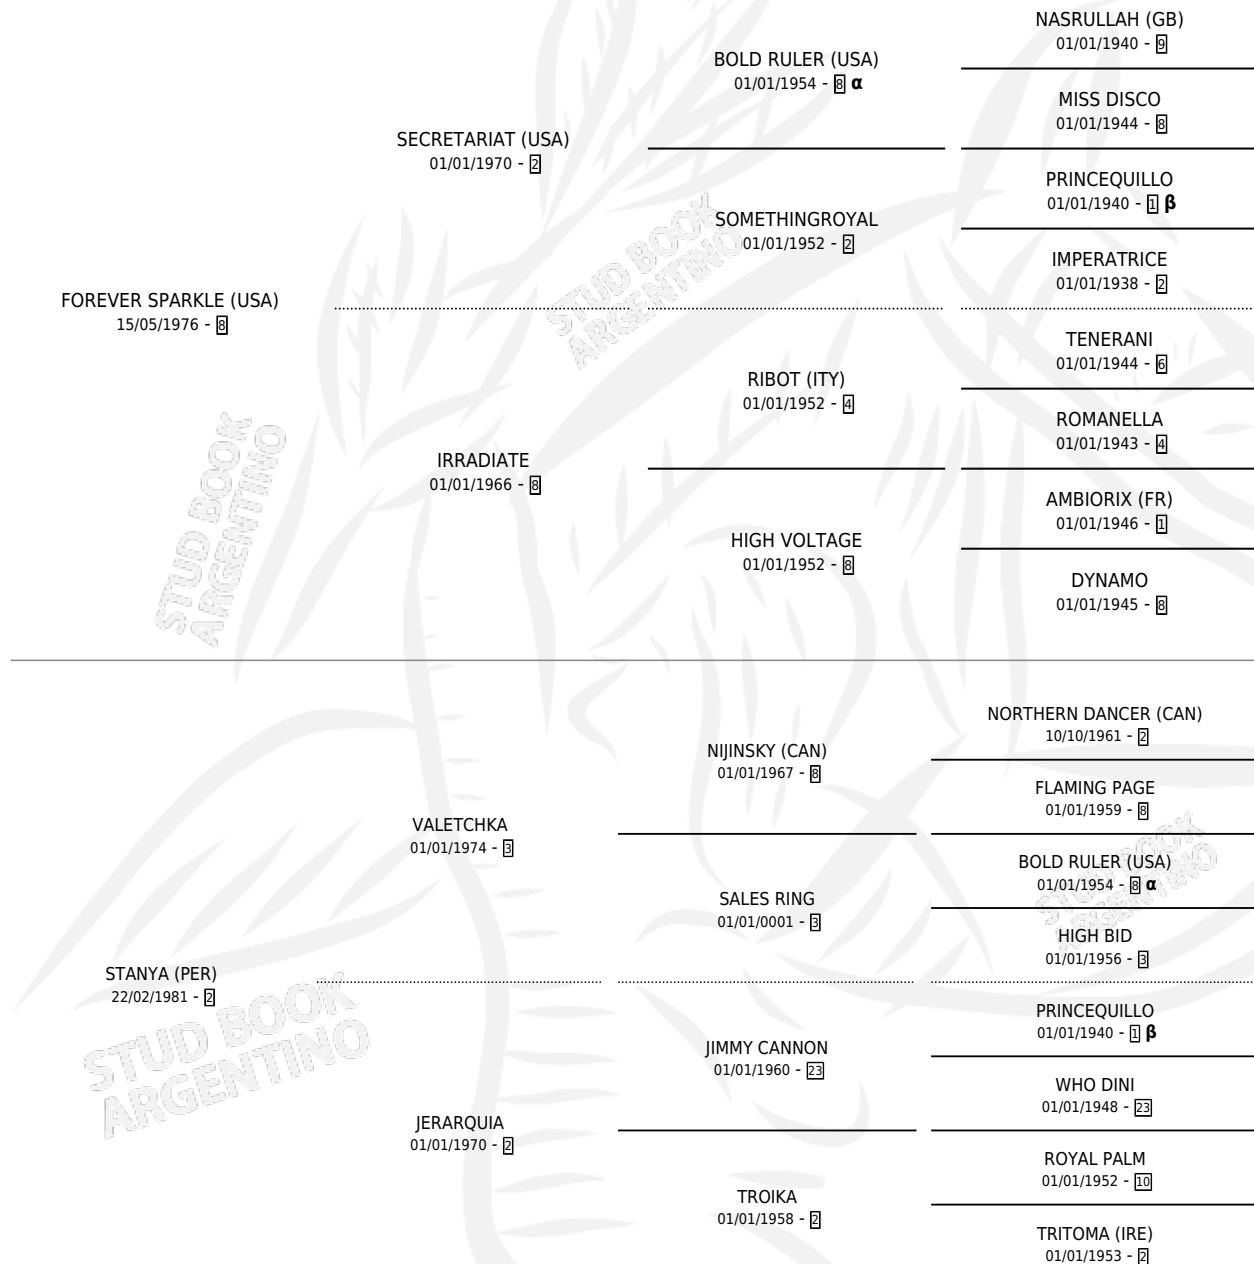 NASRULLAH (GB)
01/01/1940 - 9
BOLD RULER (USA)
01/01/1954 - 8 α
MISS DISCO
01/01/1944 - 8
SECRETARIAT (USA)
01/01/1970 - 2
PRINCEQUILLO
01/01/1940 - 1 β
SOMETHINGROYAL
01/01/1952 - 2
IMPERATRICE
01/01/1938 - 2
FOREVER SPARKLE (USA)
15/05/1976 - 8
TENERANI
01/01/1944 - 6
RIBOT (ITY)
01/01/1952 - 4
ROMANELLA
01/01/1943 - 4
IRRADIATE
01/01/1966 - 8
AMBIORIX (FR)
01/01/1946 - 1
HIGH VOLTAGE
01/01/1952 - 8
DYNAMO
01/01/1945 - 8
NORTHERN DANCER (CAN)
10/10/1961 - 2
NIJINSKY (CAN)
01/01/1967 - 8
FLAMING PAGE
01/01/1959 - 8
VALETCHKA
01/01/1974 - 3
BOLD RULER (USA)
01/01/1954 - 8 α
SALES RING
01/01/0001 - 3
HIGH BID
01/01/1956 - 3
STANYA (PER)
22/02/1981 - 2
PRINCEQUILLO
01/01/1940 - 1 β
JIMMY CANNON
01/01/1960 - 23
WHO DINI
01/01/1948 - 23
JERARQUIA
01/01/1970 - 2
ROYAL PALM
01/01/1952 - 10
TROIKA
01/01/1958 - 2
TRITOMA (IRE)
01/01/1953 - 2
STUD BOOK
ARGENTINO
STUD BOOK
ARGENTINO
STUD BOOK
ARGENTINO
STUD BOOK
ARGENTINO